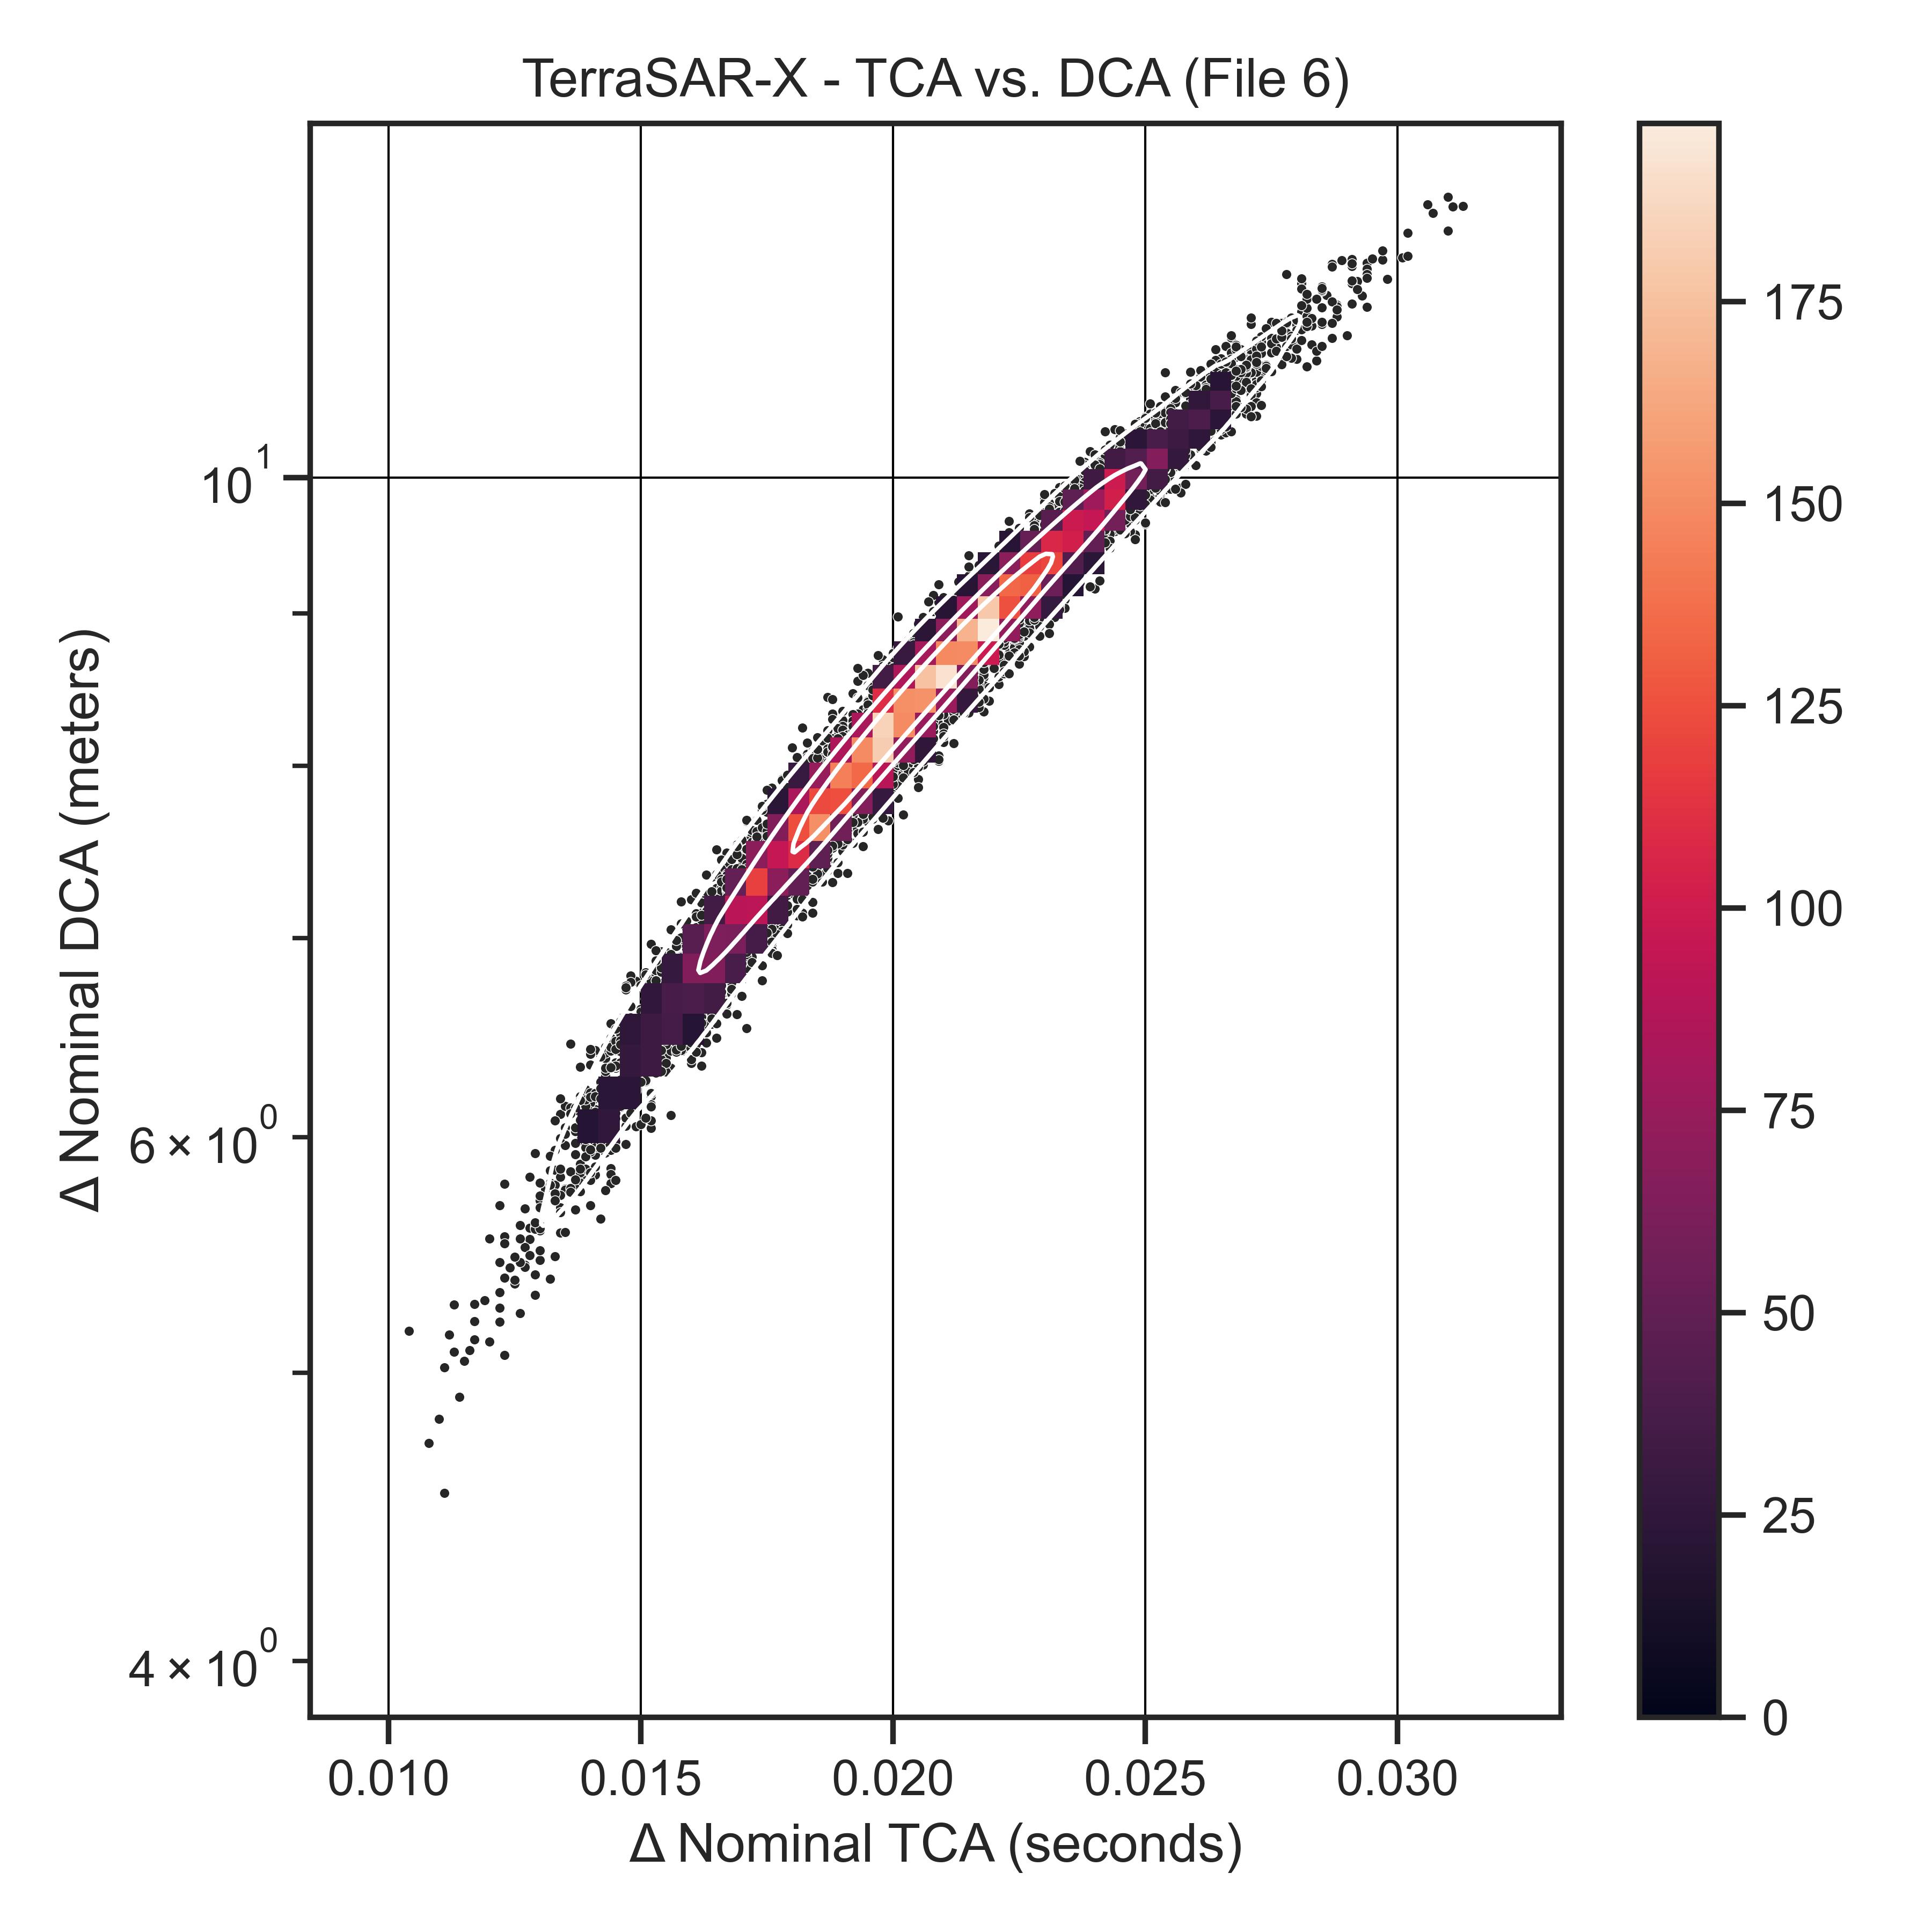 TerraSAR-X - TCA vs. DCA (File 6)
Δ Nominal DCA (meters)
10¹
6 × 10⁰
4 × 10⁰
0.010 0.015 0.020 0.025 0.030
Δ Nominal TCA (seconds)
175
150
125
100
75
50
25
0